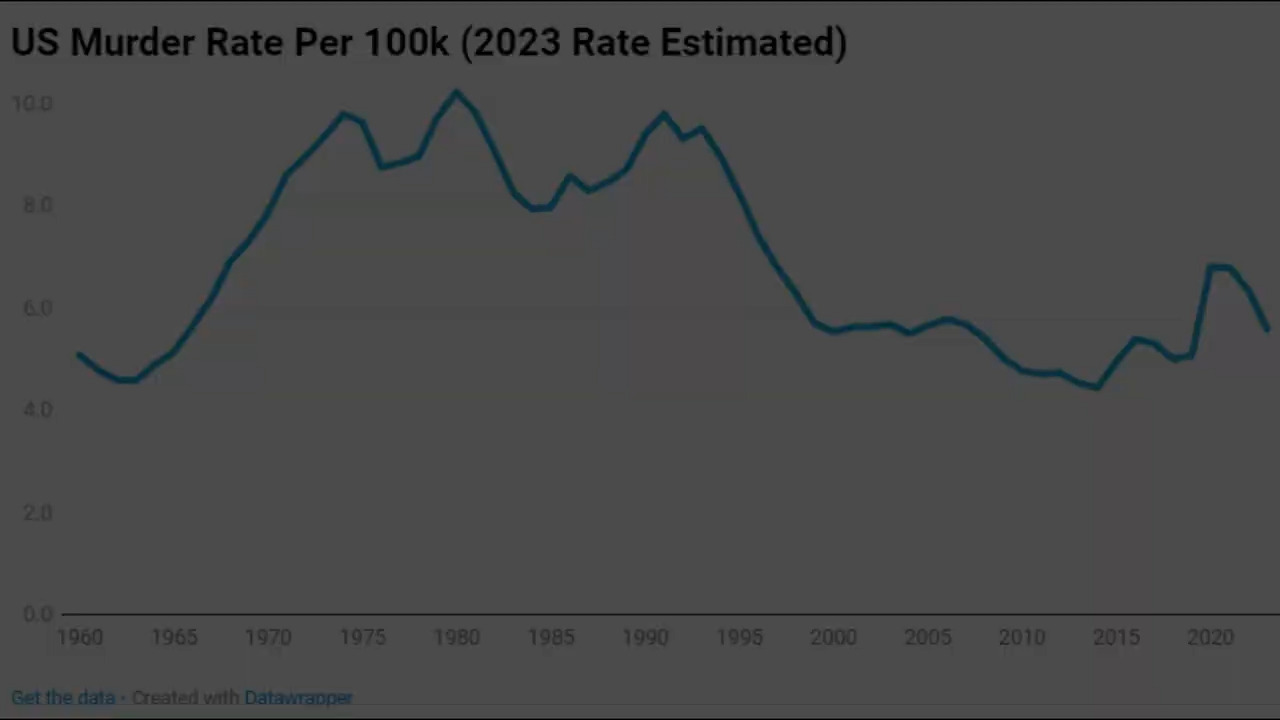 US Murder Rate Per 100k (2023 Rate Estimated)
10.0
8.0
6.0
4.0
2.0
0.0
1960 1965 1970 1975 1980 1985 1990 1995 2000 2005 2010 2015 2020
Get the data • Created with Datawrapper